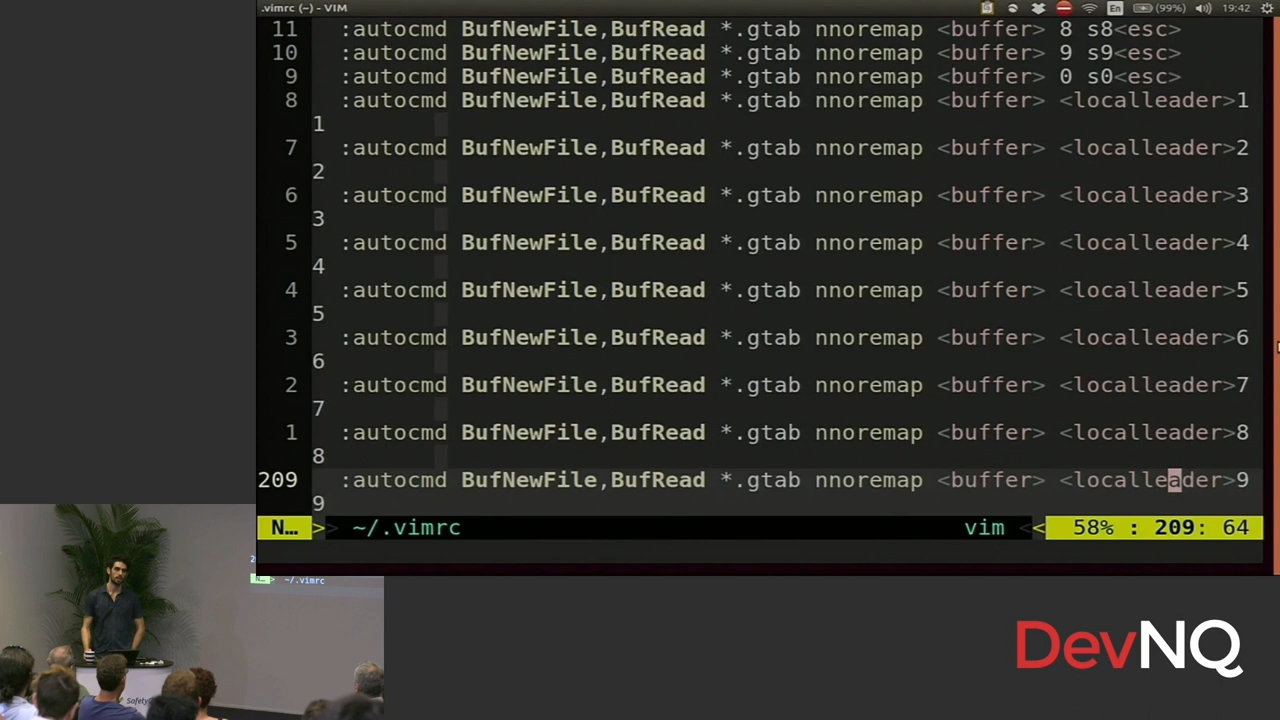 .vimrc (~) - VIM
En
(99%)
19:42
11 :autocmd BufNewFile,BufRead *.gtab nnoremap <buffer> 8 s8<esc>
10 :autocmd BufNewFile,BufRead *.gtab nnoremap <buffer> 9 s9<esc>
9 :autocmd BufNewFile,BufRead *.gtab nnoremap <buffer> 0 s0<esc>
8 :autocmd BufNewFile,BufRead *.gtab nnoremap <buffer> <localleader>1
1
7 :autocmd BufNewFile,BufRead *.gtab nnoremap <buffer> <localleader>2
2
6 :autocmd BufNewFile,BufRead *.gtab nnoremap <buffer> <localleader>3
3
5 :autocmd BufNewFile,BufRead *.gtab nnoremap <buffer> <localleader>4
4
4 :autocmd BufNewFile,BufRead *.gtab nnoremap <buffer> <localleader>5
5
3 :autocmd BufNewFile,BufRead *.gtab nnoremap <buffer> <localleader>6
6
2 :autocmd BufNewFile,BufRead *.gtab nnoremap <buffer> <localleader>7
7
1 :autocmd BufNewFile,BufRead *.gtab nnoremap <buffer> <localleader>8
8
209 :autocmd BufNewFile,BufRead *.gtab nnoremap <buffer> <localleader>9
9
N… >> ~/.vimrc vim << 58% : 209: 64
~/.vimrc
DevNQ